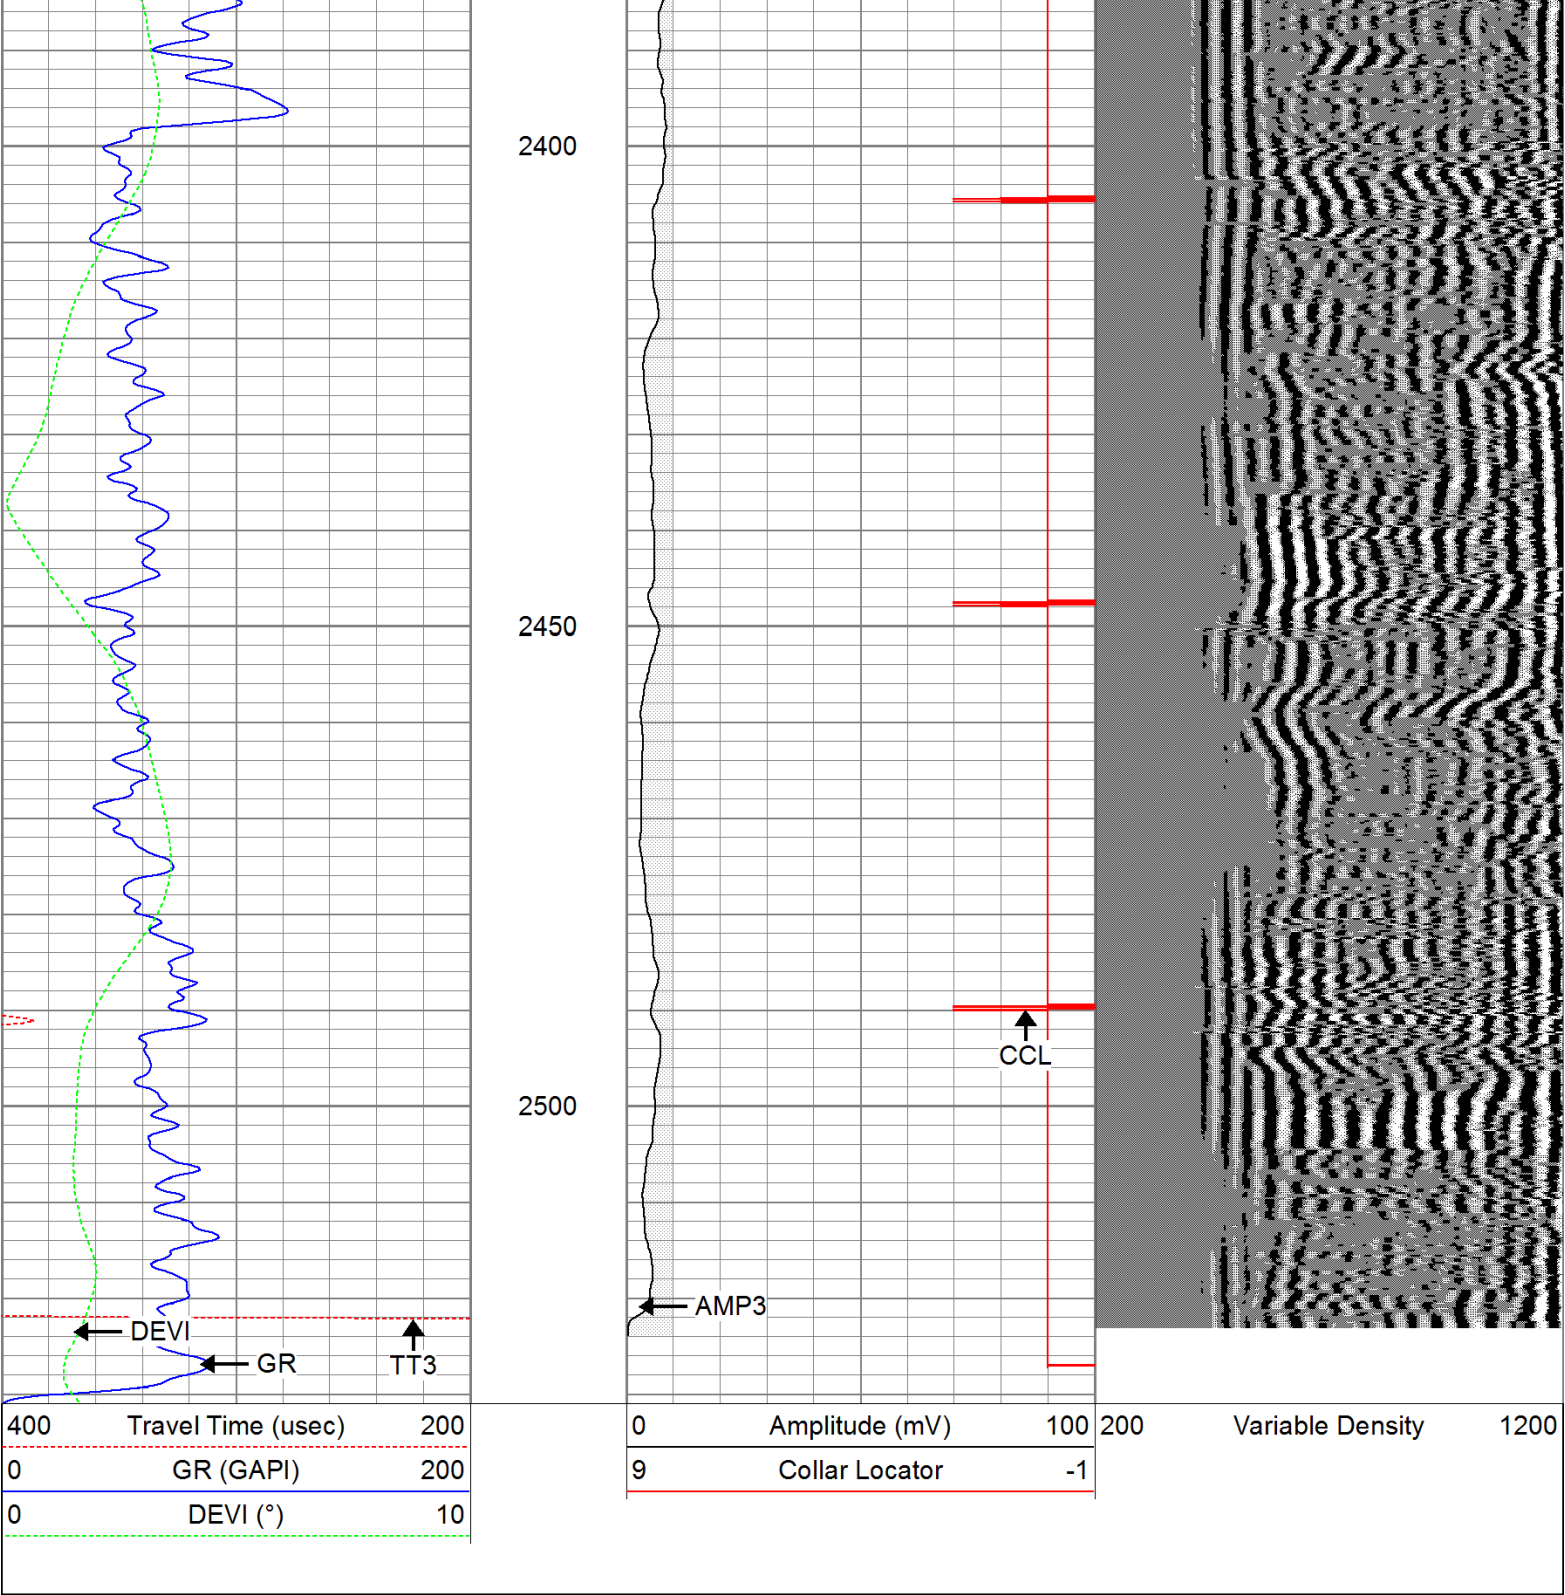 2400
2450
CCL
2500
AMP3
DEVI
GR
TT3
400 Travel Time (usec) 200
0 GR (GAPI) 200
0 DEVI (°) 10
0 Amplitude (mV) 100
9 Collar Locator -1
200 Variable Density 1200